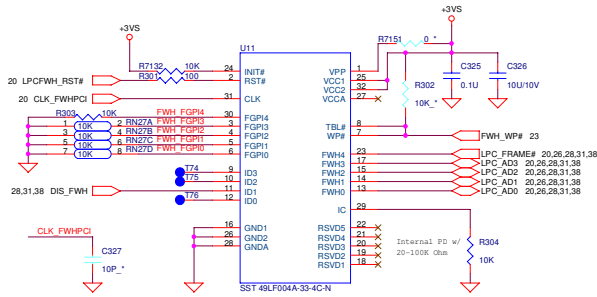 +3VS
+3VS
U11
R7151 0_*
R7132 10K
R301 100
20 LPCFWH_RST#
20 CLK_FWHPCI
24 INIT#
2 RST#
31 CLK
VPP 1
VCC1 25
VCC2 32
VCCA 27
R302
10K_*
C325
0.1U
C326
10U/10V
R303 10K
FWH_FGPI4 30 FGPI4
1 RN27A 10K 2 FWH_FGPI3 3 FGPI3
3 RN27B 10K 4 FWH_FGPI2 4 FGPI2
5 RN27C 10K 6 FWH_FGPI1 5 FGPI1
7 RN27D 10K 8 FWH_FGPI0 6 FGPI0
TBL# 8
WP# 7 FWH_WP# 23
FWH4 23 LPC_FRAME# 20,26,28,31,38
FWH3 17 LPC_AD3 20,26,28,31,38
FWH2 15 LPC_AD2 20,26,28,31,38
FWH1 14 LPC_AD1 20,26,28,31,38
FWH0 13 LPC_AD0 20,26,28,31,38
T74 9 ID3
T75 10 ID2
28,31,38 DIS_FWH 11 ID1
T76 12 ID0
IC 29
16 GND1
26 GND2
28 GNDA
RSVD5 22
RSVD4 21
RSVD3 20
RSVD2 19
RSVD1 18
Internal PD w/
20-100K Ohm
R304
10K
CLK_FWHPCI
C327
10P_*
SST 49LF004A-33-4C-N